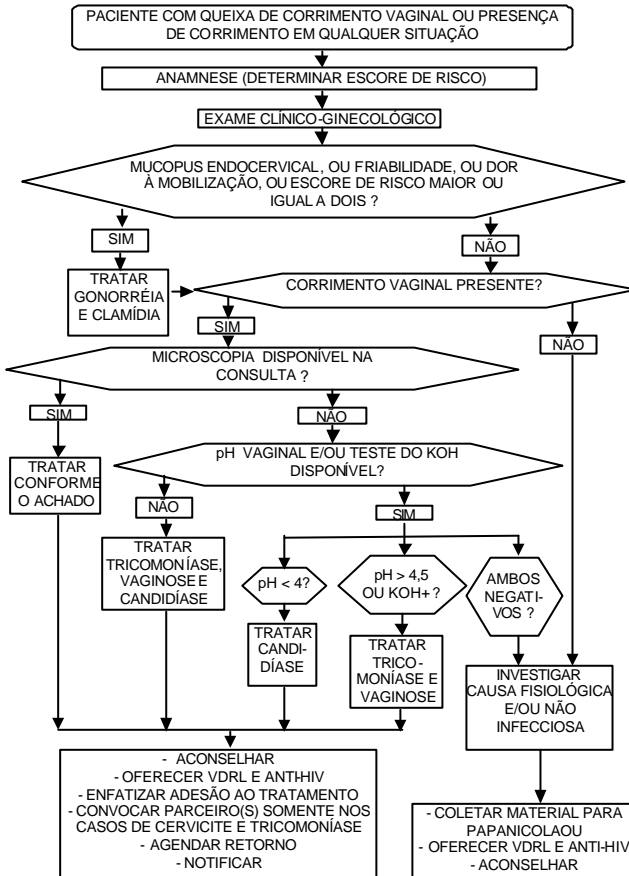 PACIENTE COM QUEIXA DE CORRIMENTO VAGINAL OU PRESENÇA
DE CORRIMENTO EM QUALQUER SITUAÇÃO
ANAMNESE (DETERMINAR ESCORE DE RISCO)
EXAME CLÍNICO-GINECOLÓGICO
MUCOPUS ENDOCERVICAL, OU FRIABILIDADE, OU DOR
À MOBILIZAÇÃO, OU ESCORE DE RISCO MAIOR OU
IGUAL A DOIS ?
SIM
NÃO
TRATAR
GONORRÉIA
E CLAMÍDIA
CORRIMENTO VAGINAL PRESENTE?
SIM
NÃO
MICROSCOPIA DISPONÍVEL NA
CONSULTA ?
SIM
NÃO
TRATAR
CONFORME
O ACHADO
pH VAGINAL E/OU TESTE DO KOH
DISPONÍVEL?
NÃO
SIM
TRATAR
TRICOMONÍASE,
VAGINOSE E
CANDIDÍASE
pH < 4?
pH > 4,5
OU KOH+ ?
AMBOS
NEGATI-
VOS ?
TRATAR
CANDI-
DÍASE
TRATAR
TRICO-
MONÍASE E
VAGINOSE
INVESTIGAR
CAUSA FISIOLÓGICA
E/OU NÃO
INFECCIOSA
- ACONSELHAR
- OFERECER VDRL E ANTI-HIV
- ENFATIZAR ADESÃO AO TRATAMENTO
- CONVOCAR PARCEIRO(S) SOMENTE NOS
CASOS DE CERVICITE E TRICOMONÍASE
- AGENDAR RETORNO
- NOTIFICAR
- COLETAR MATERIAL PARA
PAPANICOLAOU
- OFERECER VDRL E ANTI-HIV
- ACONSELHAR